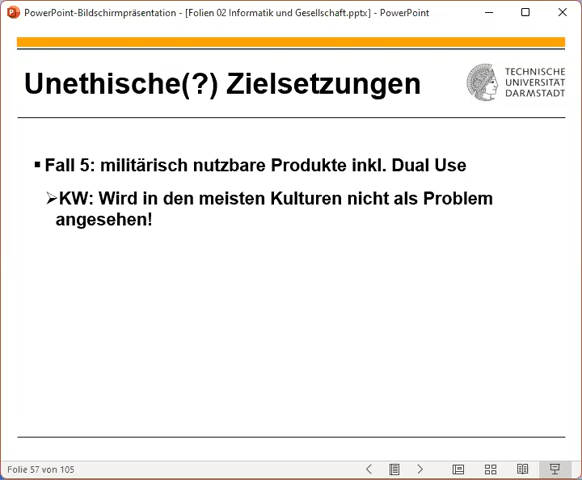 PowerPoint-Bildschirmpräsentation - [Folien 02 Informatik und Gesellschaft.pptx] - PowerPoint
Unethische(?) Zielsetzungen
TECHNISCHE
UNIVERSITÄT
DARMSTADT
▪ Fall 5: militärisch nutzbare Produkte inkl. Dual Use
➢KW: Wird in den meisten Kulturen nicht als Problem
angesehen!
Folie 57 von 105